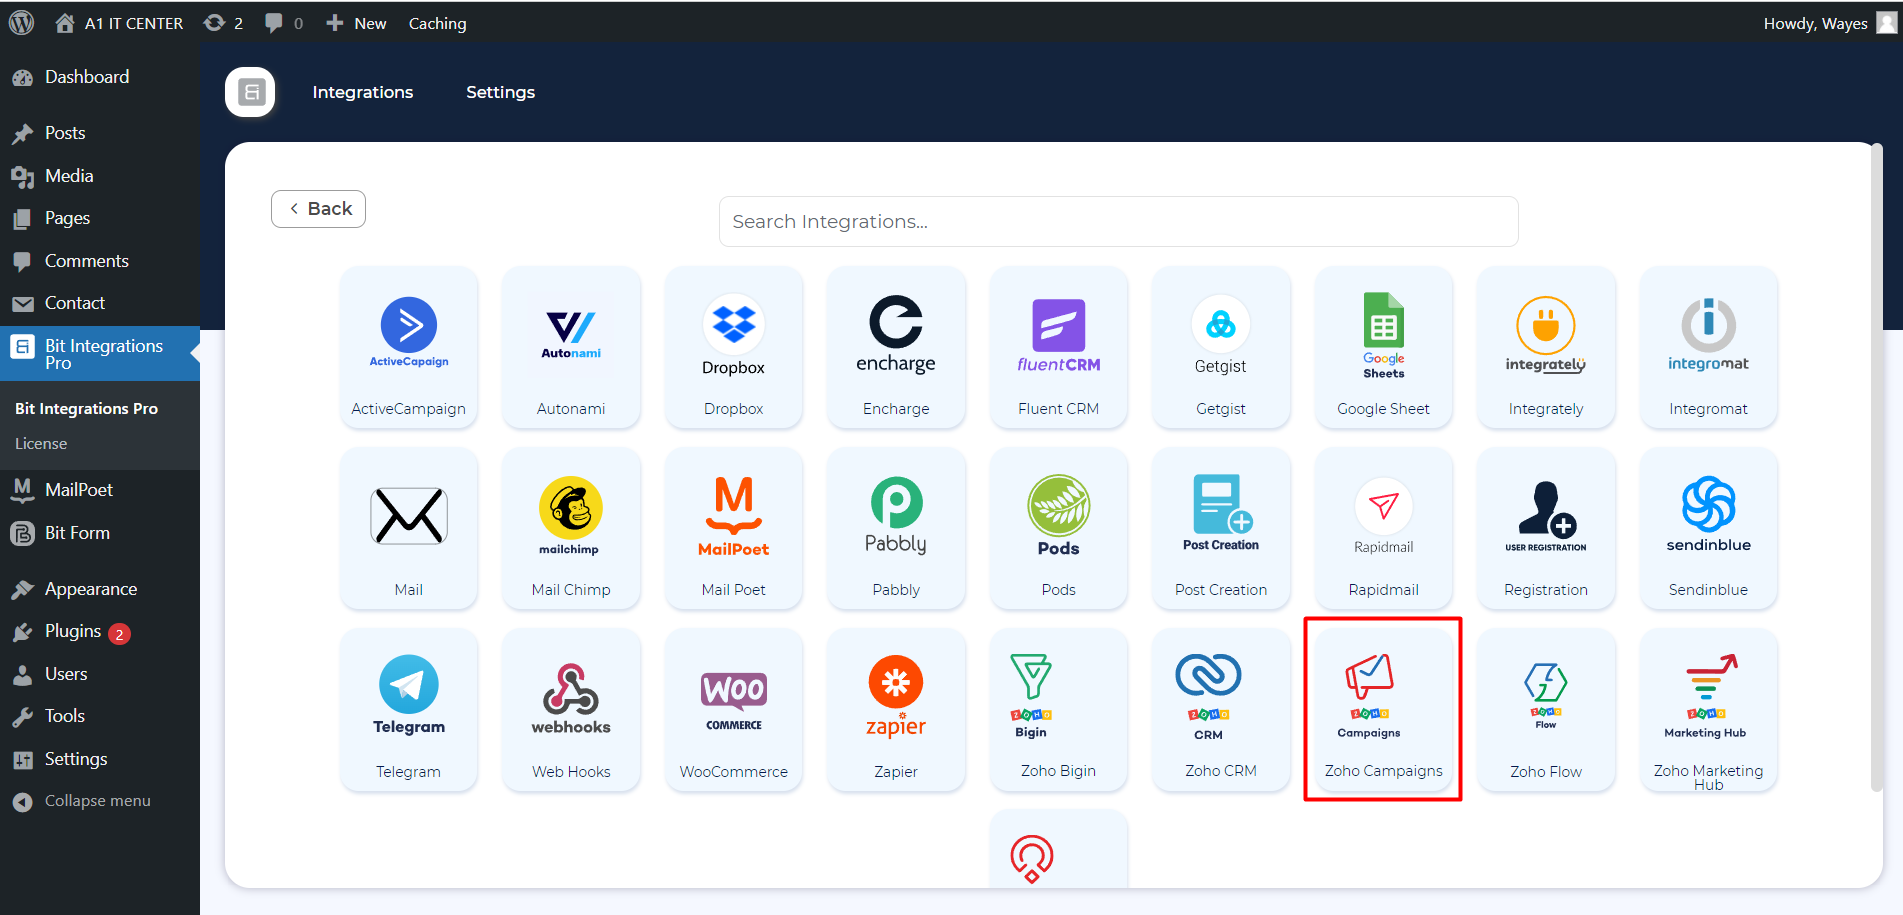 A1 IT CENTER
2
0
New
Caching
Howdy, Wayes
Dashboard
Posts
Media
Pages
Comments
Contact
Bit Integrations
Pro
Bit Integrations Pro
License
MailPoet
Bit Form
Appearance
Plugins 2
Users
Tools
Settings
Collapse menu
Integrations
Settings
Back
Search Integrations...
ActiveCapaign
ActiveCampaign
Autonami
Autonami
Dropbox
Dropbox
encharge
Encharge
fluentCRM
Fluent CRM
Getgist
Getgist
Google
Sheets
Google Sheet
integrately
Integrately
integromat
Integromat
Mail
mailchimp
Mail Chimp
MailPoet
Mail Poet
Pabbly
Pabbly
Pods
Pods
Post Creation
Post Creation
Rapidmail
Rapidmail
USER REGISTRATION
Registration
sendinblue
Sendinblue
Telegram
Telegram
webhooks
Web Hooks
WOO
COMMERCE
WooCommerce
zapier
Zapier
ZOHO
Bigin
Zoho Bigin
ZOHO
CRM
Zoho CRM
ZOHO
Campaigns
Zoho Campaigns
ZOHO
Flow
Zoho Flow
ZOHO
Marketing Hub
Zoho Marketing
Hub